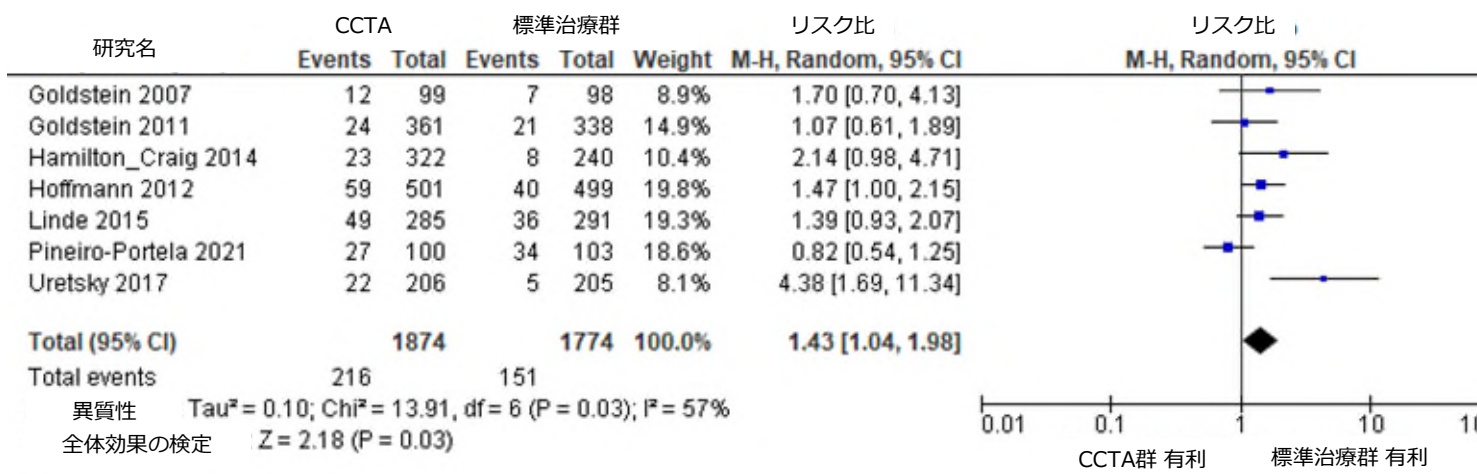 CCTA 標準治療群 リスク比 リスク比
研究名 Events Total Events Total Weight M-H, Random, 95% CI M-H, Random, 95% CI
Goldstein 2007 12 99 7 98 8.9% 1.70 [0.70, 4.13]
Goldstein 2011 24 361 21 338 14.9% 1.07 [0.61, 1.89]
Hamilton_Craig 2014 23 322 8 240 10.4% 2.14 [0.98, 4.71]
Hoffmann 2012 59 501 40 499 19.8% 1.47 [1.00, 2.15]
Linde 2015 49 285 36 291 19.3% 1.39 [0.93, 2.07]
Pineiro-Portela 2021 27 100 34 103 18.6% 0.82 [0.54, 1.25]
Uretsky 2017 22 206 5 205 8.1% 4.38 [1.69, 11.34]
Total (95% CI) 1874 1774 100.0% 1.43 [1.04, 1.98]
Total events 216 151
異質性 Tau² = 0.10; Chi² = 13.91, df = 6 (P = 0.03); I² = 57%
全体効果の検定 Z = 2.18 (P = 0.03)
0.01 0.1 1 10
CCTA群 有利 標準治療群 有利